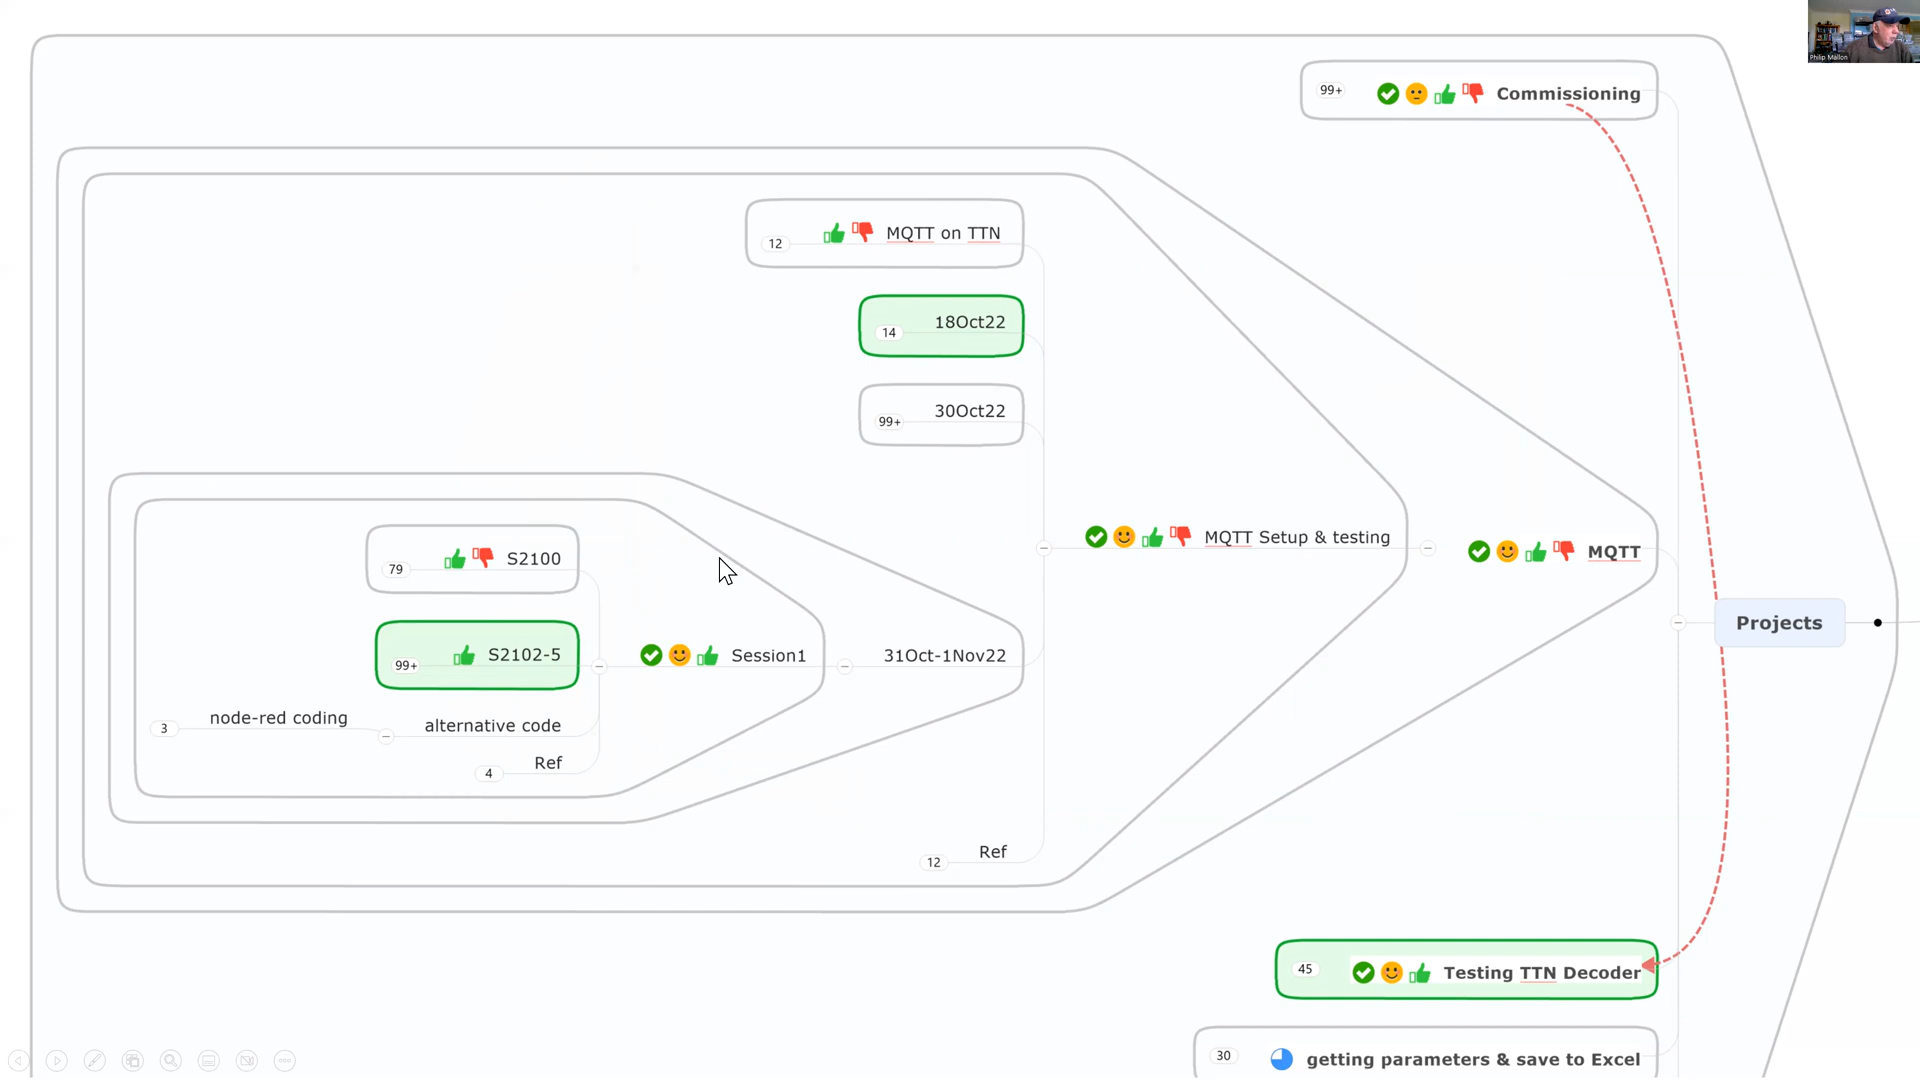 Philip Mallon
99+ Commissioning
12 MQTT on TTN
14 18Oct22
99+ 30Oct22
MQTT Setup & testing
MQTT
79 S2100
Projects
99+ S2102-5
Session1
31Oct-1Nov22
3 node-red coding
alternative code
4 Ref
12 Ref
45 Testing TTN Decoder
30 getting parameters & save to Excel